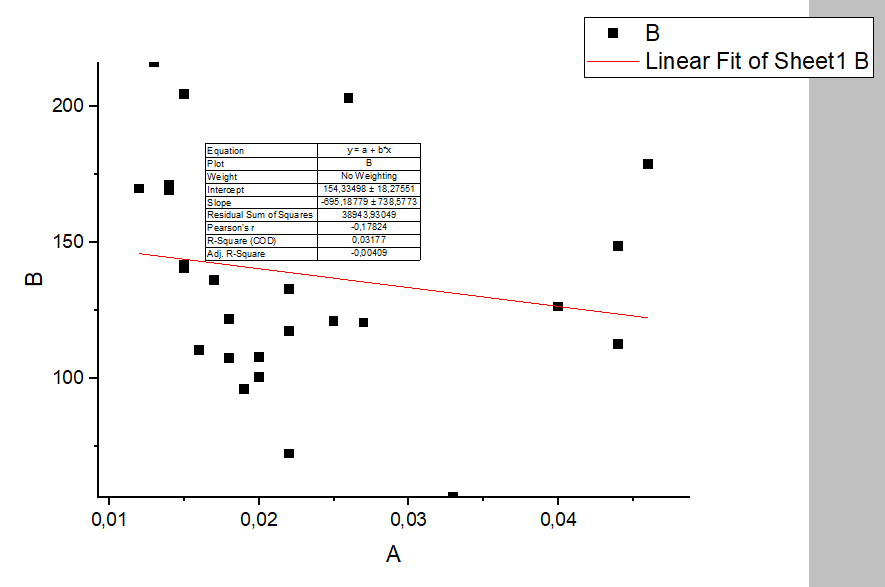 B
Linear Fit of Sheet1 B
200
150
100
B
Equation y = a + b*x
Plot B
Weight No Weighting
Intercept 154,33498 ± 18,27551
Slope -695,18779 ± 738,5773
Residual Sum of Squares 38943,93049
Pearson's r -0,17824
R-Square (COD) 0,03177
Adj. R-Square -0,00409
0,01 0,02 0,03 0,04
A